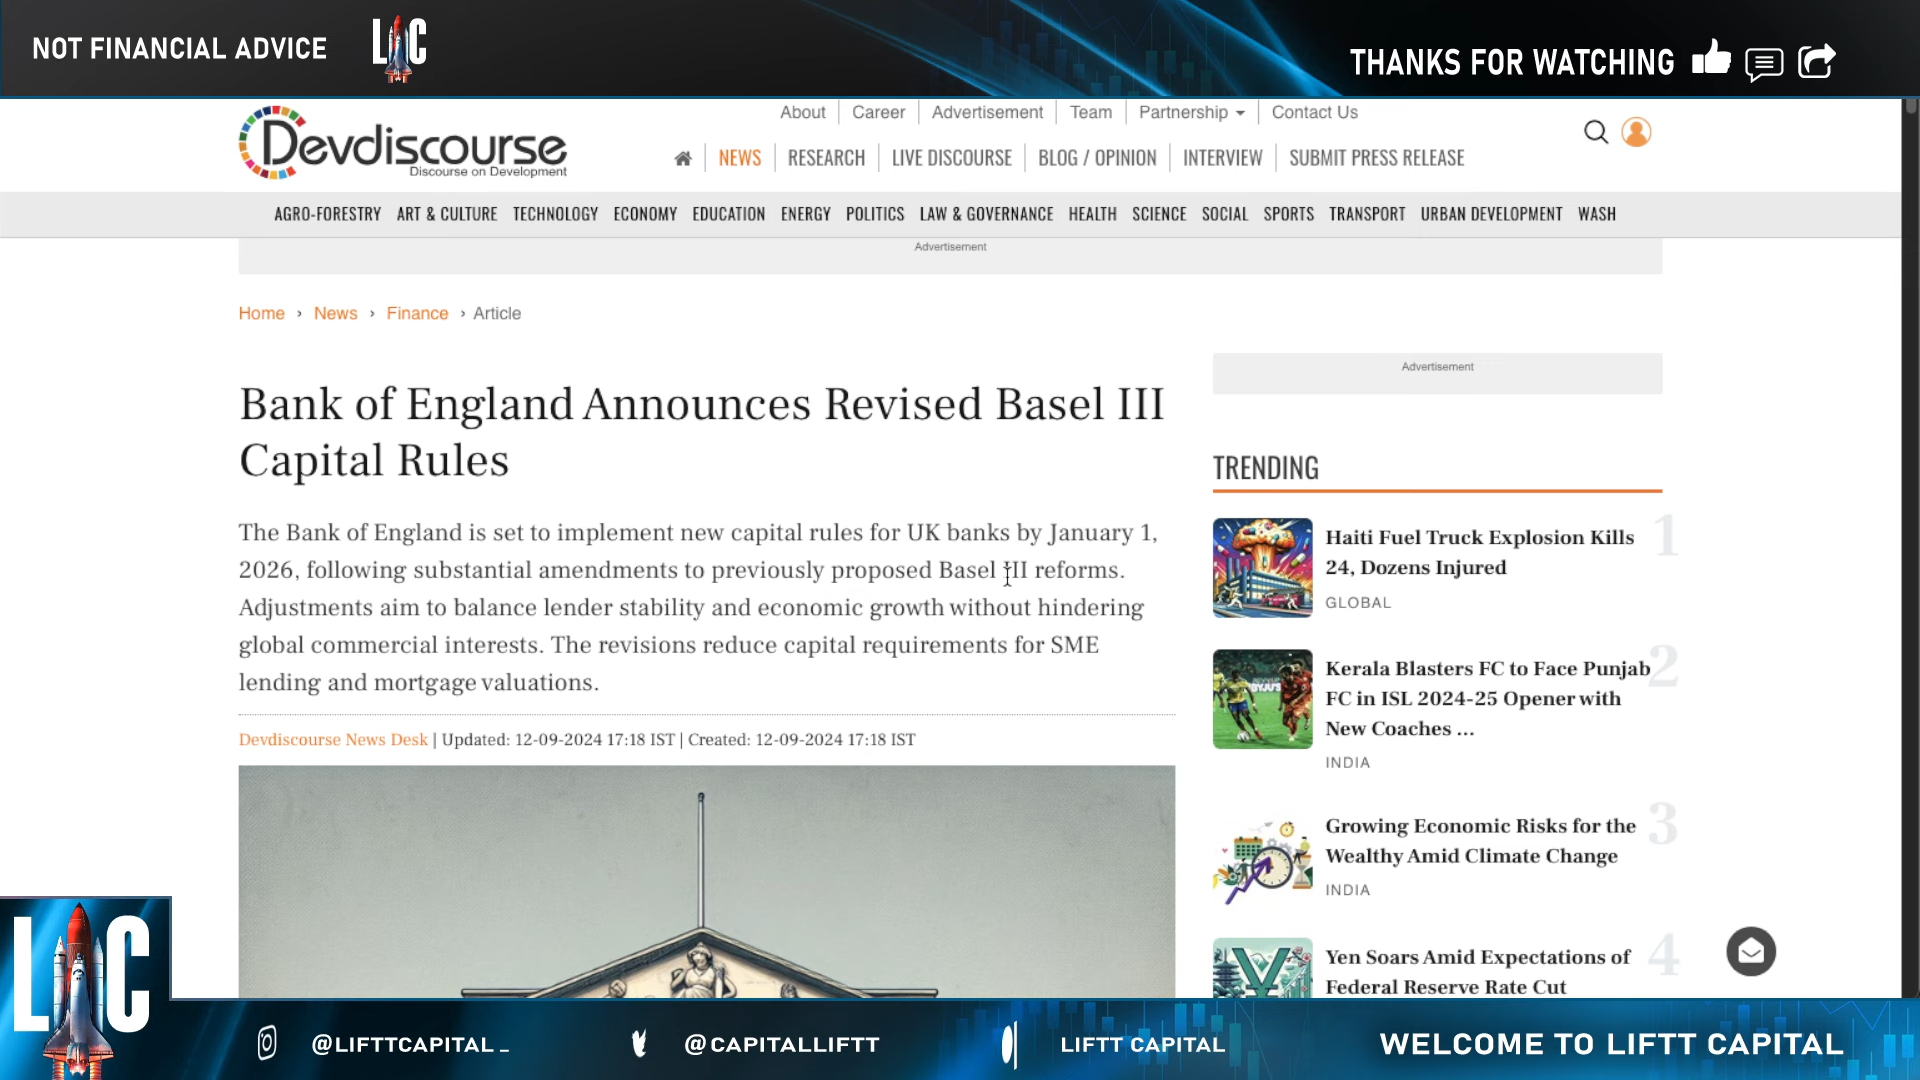 NOT FINANCIAL ADVICE
LC
THANKS FOR WATCHING
Devdiscourse
Discourse on Development
About
Career
Advertisement
Team
Partnership
Contact Us
NEWS
RESEARCH
LIVE DISCOURSE
BLOG / OPINION
INTERVIEW
SUBMIT PRESS RELEASE
AGRO-FORESTRY ART & CULTURE TECHNOLOGY ECONOMY EDUCATION ENERGY POLITICS LAW & GOVERNANCE HEALTH SCIENCE SOCIAL SPORTS TRANSPORT URBAN DEVELOPMENT WASH
Advertisement
Home › News › Finance › Article
Bank of England Announces Revised Basel III
Capital Rules
The Bank of England is set to implement new capital rules for UK banks by January 1,
2026, following substantial amendments to previously proposed Basel III reforms.
Adjustments aim to balance lender stability and economic growth without hindering
global commercial interests. The revisions reduce capital requirements for SME
lending and mortgage valuations.
Devdiscourse News Desk | Updated: 12-09-2024 17:18 IST | Created: 12-09-2024 17:18 IST
Advertisement
TRENDING
Haiti Fuel Truck Explosion Kills
24, Dozens Injured
GLOBAL
1
Kerala Blasters FC to Face Punjab
FC in ISL 2024-25 Opener with
New Coaches ...
INDIA
2
Growing Economic Risks for the
Wealthy Amid Climate Change
INDIA
3
Yen Soars Amid Expectations of
Federal Reserve Rate Cut
4
LC
@LIFTTCAPITAL_
@CAPITALLIFTT
LIFTT CAPITAL
WELCOME TO LIFTT CAPITAL